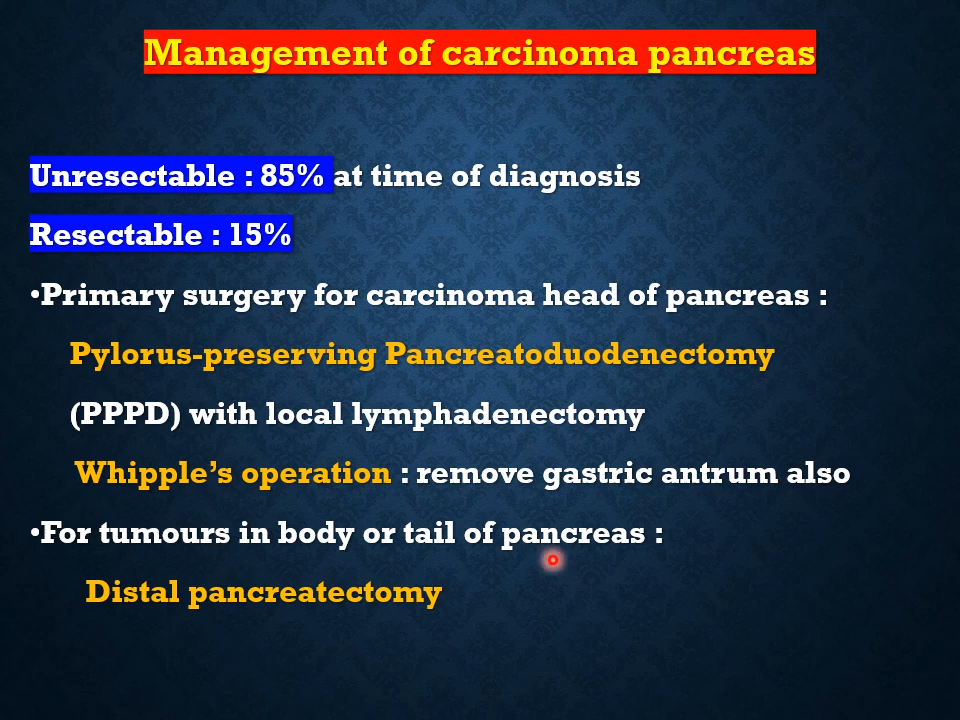 Management of carcinoma pancreas
Unresectable : 85% at time of diagnosis
Resectable : 15%
•Primary surgery for carcinoma head of pancreas :
Pylorus-preserving Pancreatoduodenectomy
(PPPD) with local lymphadenectomy
Whipple’s operation : remove gastric antrum also
•For tumours in body or tail of pancreas :
Distal pancreatectomy